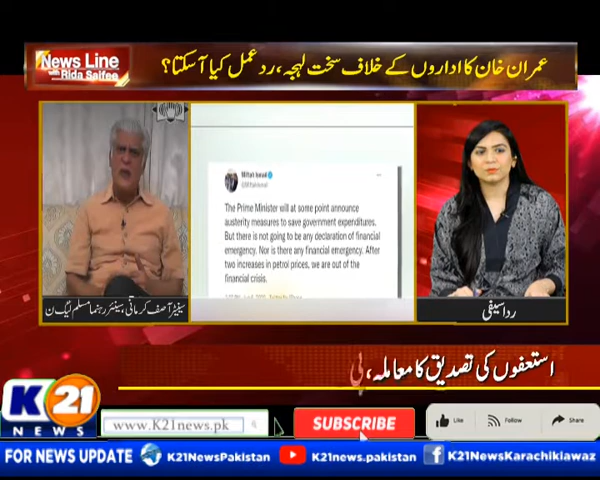 News Line
with Rida Saifee
عمران خان کا اداروں کے خلاف سخت لہجہ، ردعمل کیا آسکتا؟
Miftah Ismail
@MiftahIsmail
The Prime Minister will at some point announce
austerity measures to save government expenditures.
But there is not going to be any declaration of financial
emergency. Nor is there any financial emergency. After
two increases in petrol prices, we are out of the
financial crisis.
سینیٹر آصف کرمانی، سینئر رہنما مسلم لیگ ن
ردا سیفی
استعفوں کی تصدیق کا معاملہ، پی
K21
NEWS
www.K21news.pk
SUBSCRIBE
Like
Follow
Share
FOR NEWS UPDATE
K21NewsPakistan
K21news.pakistan
K21NewsKarachikiawaz